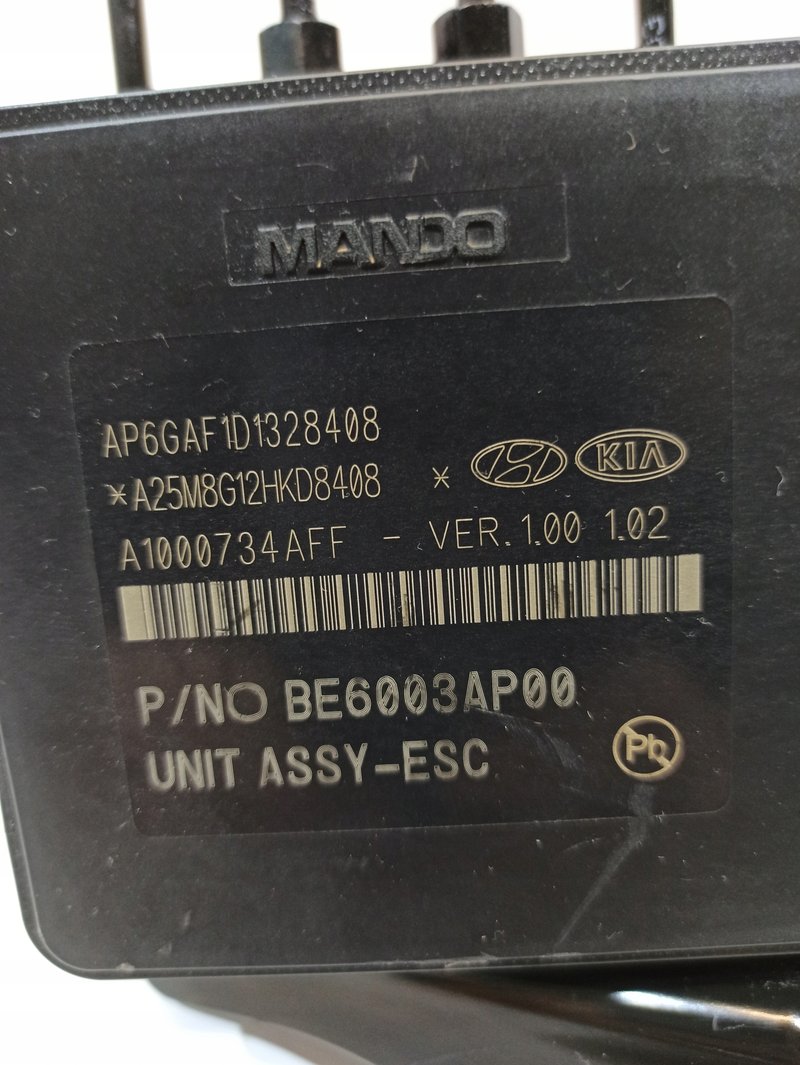 MANDO
AP6GAF1D1328408
*A25M8G12HKD8408 *
KIA
A1000734AFF - VER.1.00 1.02
P/NO BE6003AP00
UNIT ASSY-ESC
Pb